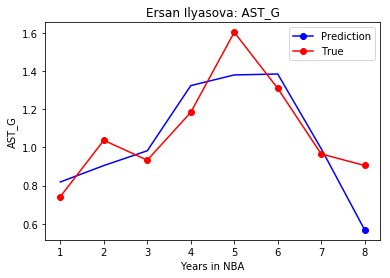 Ersan Ilyasova: AST_G
Prediction
True
1.6
1.4
1.2
1.0
0.8
0.6
AST_G
1 2 3 4 5 6 7 8
Years in NBA